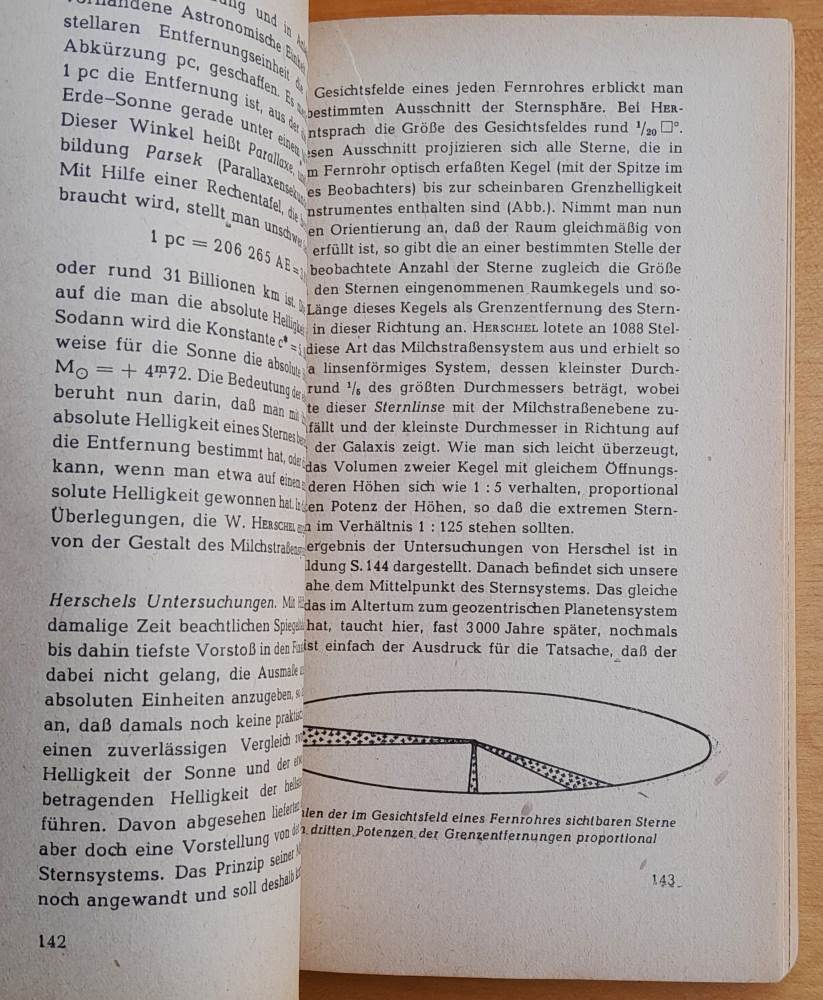 und in
vorhandene Astronomische
stellaren Entfernungseinheit die
Abkürzung pc, geschaffen. Es
1 pc die Entfernung ist, aus der
Erde—Sonne gerade unter einem
Dieser Winkel heißt Parallaxe,
bildung Parsek (Parallaxensekunde
Mit Hilfe einer Rechentafel, die
braucht wird, stellt man unschwer
1 pc = 206 265 AE =
oder rund 31 Billionen km ist.
auf die man die absolute
Sodann wird die Konstante c* =
weise für die Sonne die absolute
M☉ = + 4ᵐ72. Die Bedeutung der
beruht nun darin, daß man mit
absolute Helligkeit eines Sternes
die Entfernung bestimmt hat, oder
kann, wenn man etwa auf einem
solute Helligkeit gewonnen hat.
Überlegungen, die W. HERSCHEL
von der Gestalt des
Herschels Untersuchungen. Mit
damalige Zeit beachtlichen
bis dahin tiefste Vorstoß in den
dabei nicht gelang, die Ausmaße
absoluten Einheiten anzugeben, so
an, daß damals noch keine
einen zuverlässigen Vergleich
Helligkeit der Sonne und der
betragenden Helligkeit der
führen. Davon abgesehen lieferten
aber doch eine Vorstellung von
Sternsystems. Das Prinzip seiner
noch angewandt und soll deshalb
142
Gesichtsfelde eines jeden Fernrohres erblickt man
bestimmten Ausschnitt der Sternsphäre. Bei HER-
ntsprach die Größe des Gesichtsfeldes rund 1/20 □°.
esen Ausschnitt projizieren sich alle Sterne, die in
m Fernrohr optisch erfaßten Kegel (mit der Spitze im
es Beobachters) bis zur scheinbaren Grenzhelligkeit
nstrumentes enthalten sind (Abb.). Nimmt man nun
en Orientierung an, daß der Raum gleichmäßig von
erfüllt ist, so gibt die an einer bestimmten Stelle der
beobachtete Anzahl der Sterne zugleich die Größe
den Sternen eingenommenen Raumkegels und so-
Länge dieses Kegels als Grenzentfernung des Stern-
in dieser Richtung an. HERSCHEL lotete an 1088 Stel-
diese Art das Milchstraßensystem aus und erhielt so
linsenförmiges System, dessen kleinster Durch-
rund 1/5 des größten Durchmessers beträgt, wobei
te dieser Sternlinse mit der Milchstraßenebene zu-
fällt und der kleinste Durchmesser in Richtung auf
der Galaxis zeigt. Wie man sich leicht überzeugt,
das Volumen zweier Kegel mit gleichem Öffnungs-
deren Höhen sich wie 1 : 5 verhalten, proportional
en Potenz der Höhen, so daß die extremen Stern-
n im Verhältnis 1 : 125 stehen sollten.
ergebnis der Untersuchungen von Herschel ist in
ldung S. 144 dargestellt. Danach befindet sich unsere
ahe dem Mittelpunkt des Sternsystems. Das gleiche
das im Altertum zum geozentrischen Planetensystem
hat, taucht hier, fast 3000 Jahre später, nochmals
ist einfach der Ausdruck für die Tatsache, daß der
hlen der im Gesichtsfeld eines Fernrohres sichtbaren Sterne
n dritten Potenzen der Grenzentfernungen proportional
143